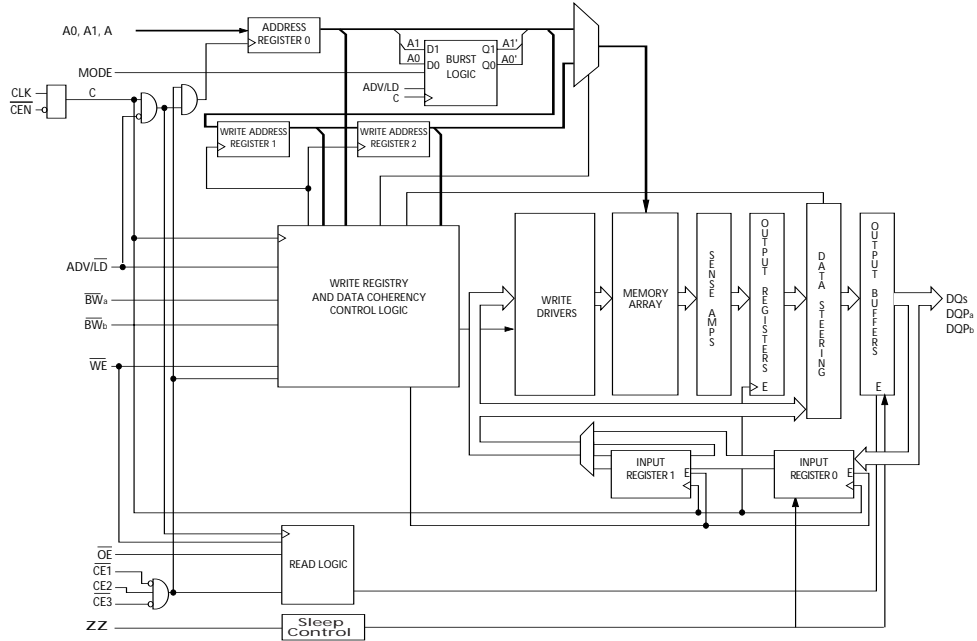 A0, A1, A
ADDRESS
REGISTER 0
MODE
A1
A0
D1
D0
BURST
LOGIC
Q1
Q0
A1'
A0'
ADV/LD
C
CLK
CEN
C
WRITE ADDRESS
REGISTER 1
WRITE ADDRESS
REGISTER 2
ADV/LD
BWa
BWb
WE
WRITE REGISTRY
AND DATA COHERENCY
CONTROL LOGIC
WRITE
DRIVERS
MEMORY
ARRAY
SENSE AMPS
OUTPUT REGISTERS
E
DATA STEERING
OUTPUT BUFFERS
E
DQs
DQPa
DQPb
INPUT
REGISTER 1
E
INPUT
REGISTER 0
E
OE
CE1
CE2
CE3
READ LOGIC
ZZ
Sleep
Control